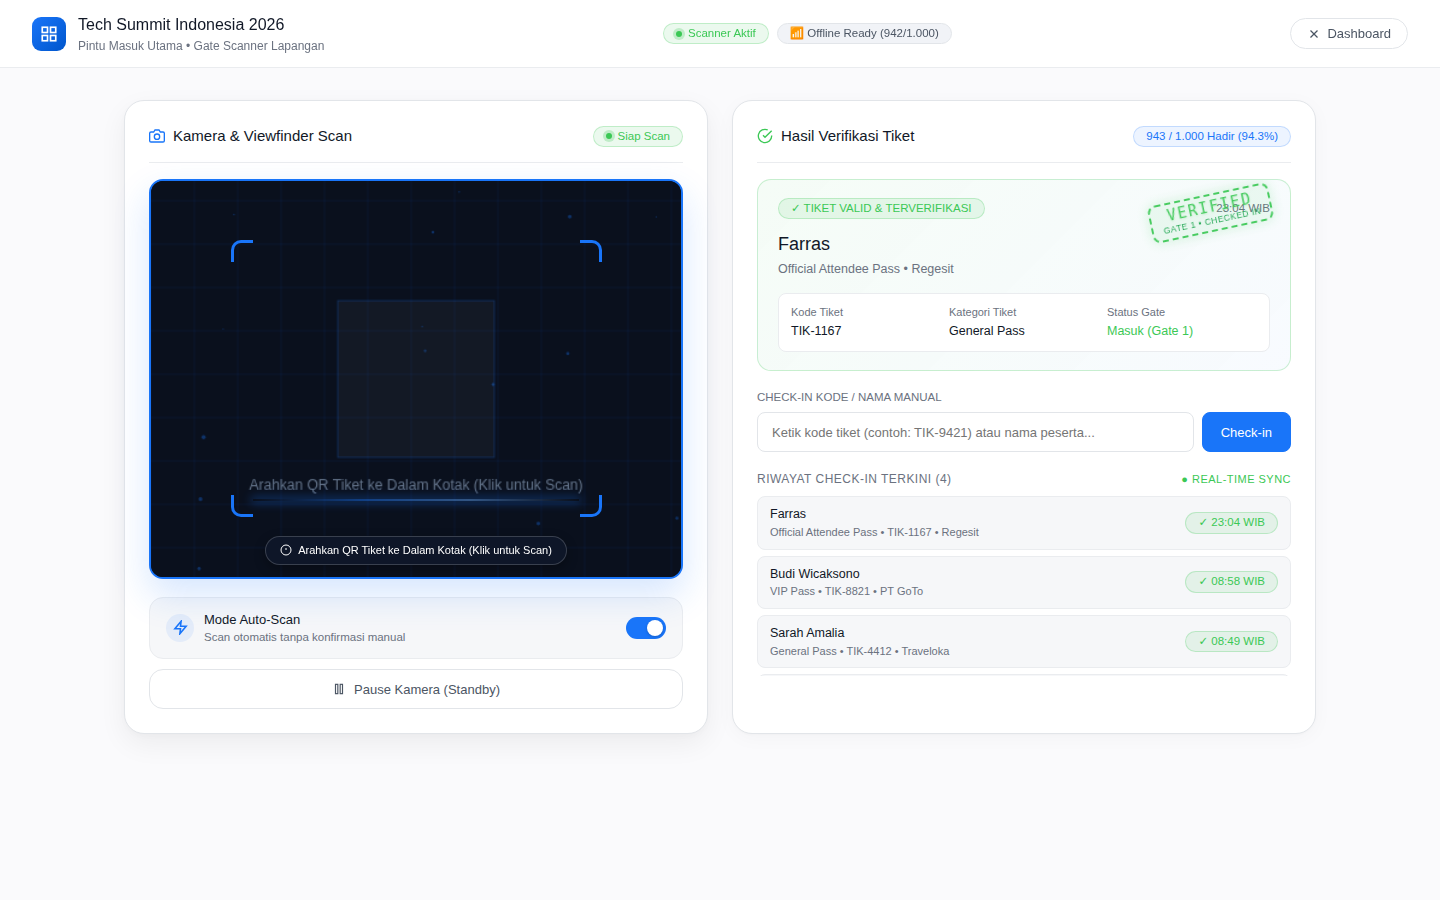 Tech Summit Indonesia 2026
Pintu Masuk Utama • Gate Scanner Lapangan
Scanner Aktif
📶 Offline Ready (942/1.000)
Dashboard
Kamera & Viewfinder Scan
Siap Scan
Arahkan QR Tiket ke Dalam Kotak (Klik untuk Scan)
Arahkan QR Tiket ke Dalam Kotak (Klik untuk Scan)
Mode Auto-Scan
Scan otomatis tanpa konfirmasi manual
Pause Kamera (Standby)
Hasil Verifikasi Tiket
943 / 1.000 Hadir (94.3%)
✓ TIKET VALID & TERVERIFIKASI
23:04 WIB
VERIFIED
GATE 1 • CHECKED IN
Farras
Official Attendee Pass • Regesit
Kode Tiket
TIK-1167
Kategori Tiket
General Pass
Status Gate
Masuk (Gate 1)
CHECK-IN KODE / NAMA MANUAL
Ketik kode tiket (contoh: TIK-9421) atau nama peserta...
Check-in
RIWAYAT CHECK-IN TERKINI (4)
● REAL-TIME SYNC
Farras
Official Attendee Pass • TIK-1167 • Regesit
✓ 23:04 WIB
Budi Wicaksono
VIP Pass • TIK-8821 • PT GoTo
✓ 08:58 WIB
Sarah Amalia
General Pass • TIK-4412 • Traveloka
✓ 08:49 WIB